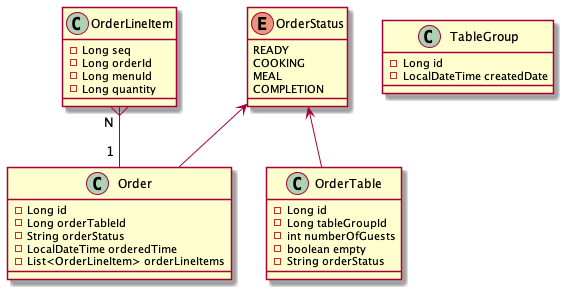 C OrderLineItem
Long seq
Long orderId
Long menuId
Long quantity
E OrderStatus
READY
COOKING
MEAL
COMPLETION
C TableGroup
Long id
LocalDateTime createdDate
N
1
C Order
Long id
Long orderTableId
String orderStatus
LocalDateTime orderedTime
List<OrderLineItem> orderLineItems
C OrderTable
Long id
Long tableGroupId
int numberOfGuests
boolean empty
String orderStatus